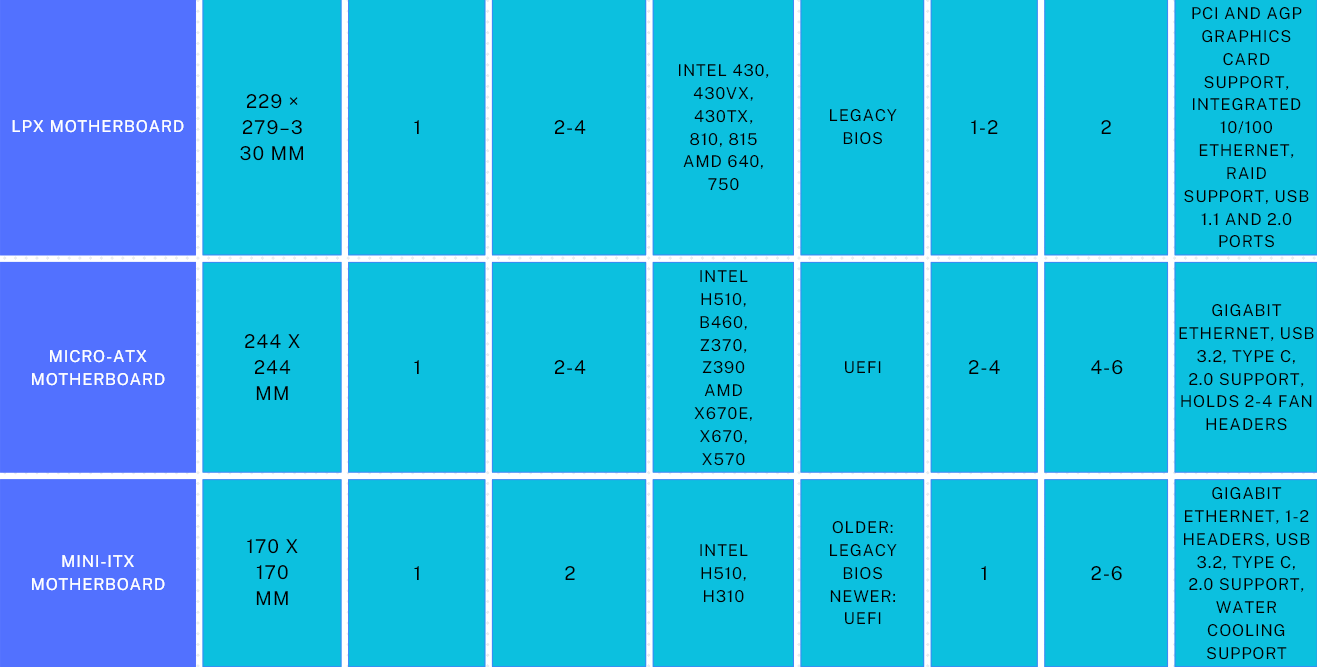 LPX MOTHERBOARD
229 ×
279–3
30 MM
1
2-4
INTEL 430,
430VX,
430TX,
810, 815
AMD 640,
750
LEGACY
BIOS
1-2
2
PCI AND AGP
GRAPHICS
CARD
SUPPORT,
INTEGRATED
10/100
ETHERNET,
RAID
SUPPORT, USB
1.1 AND 2.0
PORTS
MICRO-ATX
MOTHERBOARD
244 X
244
MM
1
2-4
INTEL
H510,
B460,
Z370,
Z390
AMD
X670E,
X670,
X570
UEFI
2-4
4-6
GIGABIT
ETHERNET, USB
3.2, TYPE C,
2.0 SUPPORT,
HOLDS 2-4 FAN
HEADERS
MINI-ITX
MOTHERBOARD
170 X
170
MM
1
2
INTEL
H510,
H310
OLDER:
LEGACY
BIOS
NEWER:
UEFI
1
2-6
GIGABIT
ETHERNET, 1-2
HEADERS, USB
3.2, TYPE C,
2.0 SUPPORT,
WATER
COOLING
SUPPORT